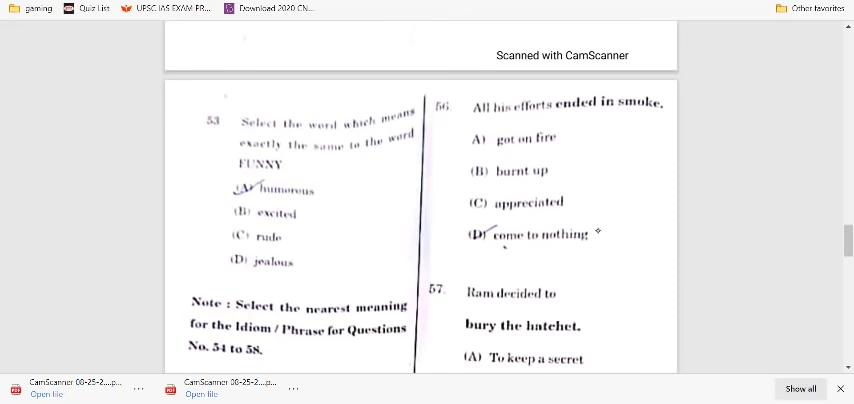 gaming
Quiz List
UPSC IAS EXAM PR...
Download 2020 CN...
Other favorites
Scanned with CamScanner
53 Select the word which means
exactly the same to the word
FUNNY
(A) humorous
(B) excited
(C) rude
(D) jealous
Note : Select the nearest meaning
for the Idiom / Phrase for Questions
No. 54 to 58.
56. All his efforts ended in smoke.
A) got on fire
(B) burnt up
(C) appreciated
(D) come to nothing
57. Ram decided to
bury the hatchet.
(A) To keep a secret
CamScanner 08-25-2....p...
Open file
CamScanner 08-25-2....p...
Open file
Show all